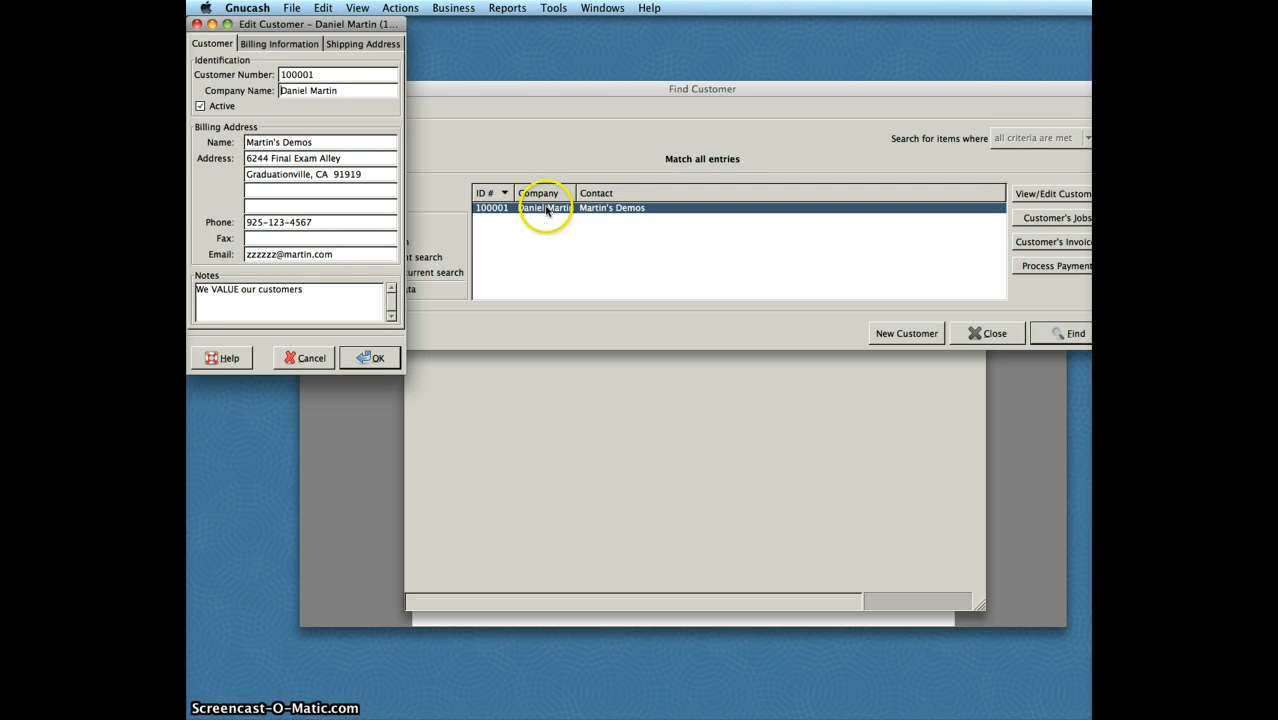 Gnucash File Edit View Actions Business Reports Tools Windows Help
Edit Customer - Daniel Martin (1...
Customer Billing Information Shipping Address
Identification
Customer Number: 100001
Company Name: Daniel Martin
Active
Billing Address
Name: Martin's Demos
Address: 6244 Final Exam Alley
Graduationville, CA 91919
Phone: 925-123-4567
Fax:
Email: zzzzzz@martin.com
Notes
We VALUE our customers
Help Cancel OK
Find Customer
Search for items where all criteria are met
Match all entries
ID # Company Contact
100001 Daniel Martin Martin's Demos
t search
urrent search
ta
View/Edit Custom
Customer's Jobs
Customer's Invoic
Process Payment
New Customer Close Find
Screencast-O-Matic.com